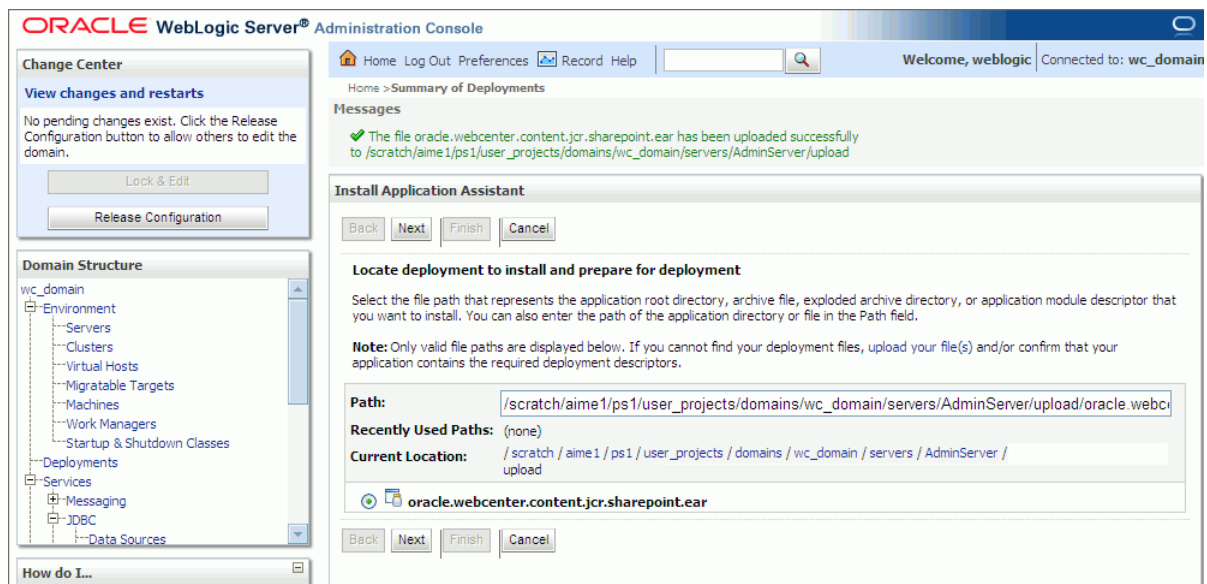 ORACLE WebLogic Server® Administration Console
Change Center
View changes and restarts
No pending changes exist. Click the Release
Configuration button to allow others to edit the
domain.
Lock & Edit
Release Configuration
Domain Structure
wc_domain
Environment
Servers
Clusters
Virtual Hosts
Migratable Targets
Machines
Work Managers
Startup & Shutdown Classes
Deployments
Services
Messaging
JDBC
Data Sources
How do I...
Home Log Out Preferences Record Help
Welcome, weblogic Connected to: wc_domain
Home >Summary of Deployments
Messages
The file oracle.webcenter.content.jcr.sharepoint.ear has been uploaded successfully
to /scratch/aime1/ps1/user_projects/domains/wc_domain/servers/AdminServer/upload
Install Application Assistant
Back Next Finish Cancel
Locate deployment to install and prepare for deployment
Select the file path that represents the application root directory, archive file, exploded archive directory, or application module descriptor that
you want to install. You can also enter the path of the application directory or file in the Path field.
Note: Only valid file paths are displayed below. If you cannot find your deployment files, upload your file(s) and/or confirm that your
application contains the required deployment descriptors.
Path: /scratch/aime1/ps1/user_projects/domains/wc_domain/servers/AdminServer/upload/oracle.webc
Recently Used Paths: (none)
Current Location: / scratch / aime1 / ps1 / user_projects / domains / wc_domain / servers / AdminServer /
upload
oracle.webcenter.content.jcr.sharepoint.ear
Back Next Finish Cancel